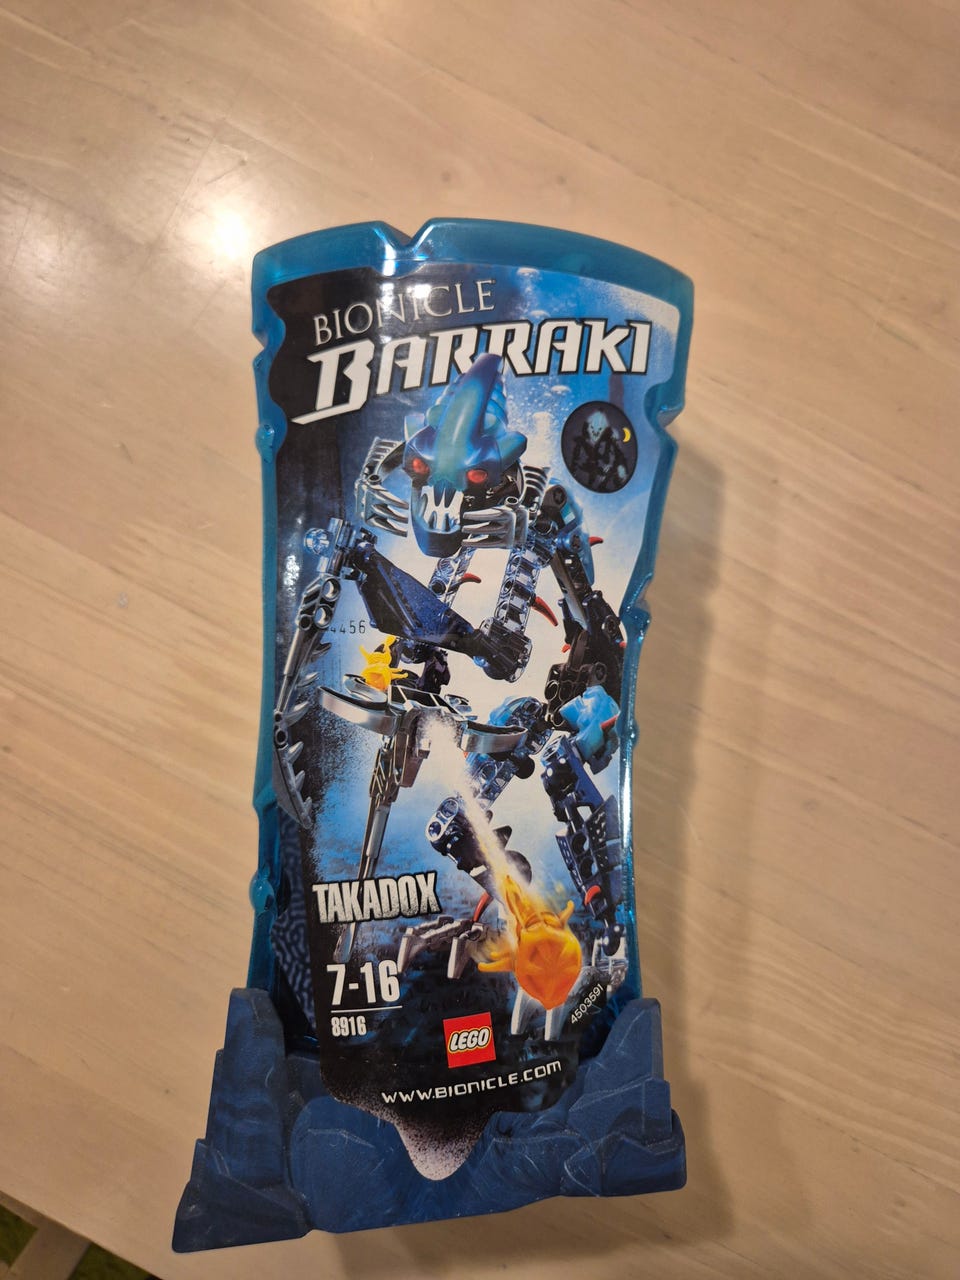 BIONICLE
BARRAKI
4456
TAKADOX
7-16
8916
4503591
LEGO
WWW.BIONICLE.COM